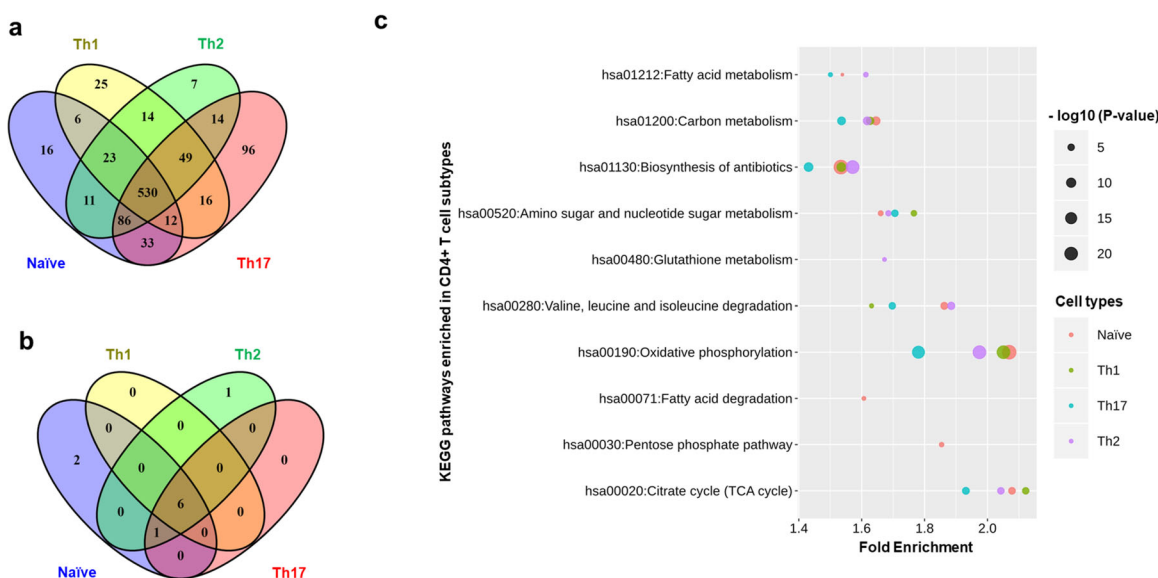 a
Th1
Th2
25
7
6
14
14
16
23
49
96
530
11
16
86
12
33
Naïve
Th17
b
Th1
Th2
0
1
0
0
0
2
0
0
0
6
0
0
1
0
0
Naïve
Th17
c
KEGG pathways enriched in CD4+ T cell subtypes
hsa01212:Fatty acid metabolism
hsa01200:Carbon metabolism
hsa01130:Biosynthesis of antibiotics
hsa00520:Amino sugar and nucleotide sugar metabolism
hsa00480:Glutathione metabolism
hsa00280:Valine, leucine and isoleucine degradation
hsa00190:Oxidative phosphorylation
hsa00071:Fatty acid degradation
hsa00030:Pentose phosphate pathway
hsa00020:Citrate cycle (TCA cycle)
1.4 1.6 1.8 2.0
Fold Enrichment
- log10 (P-value)
5
10
15
20
Cell types
Naïve
Th1
Th17
Th2